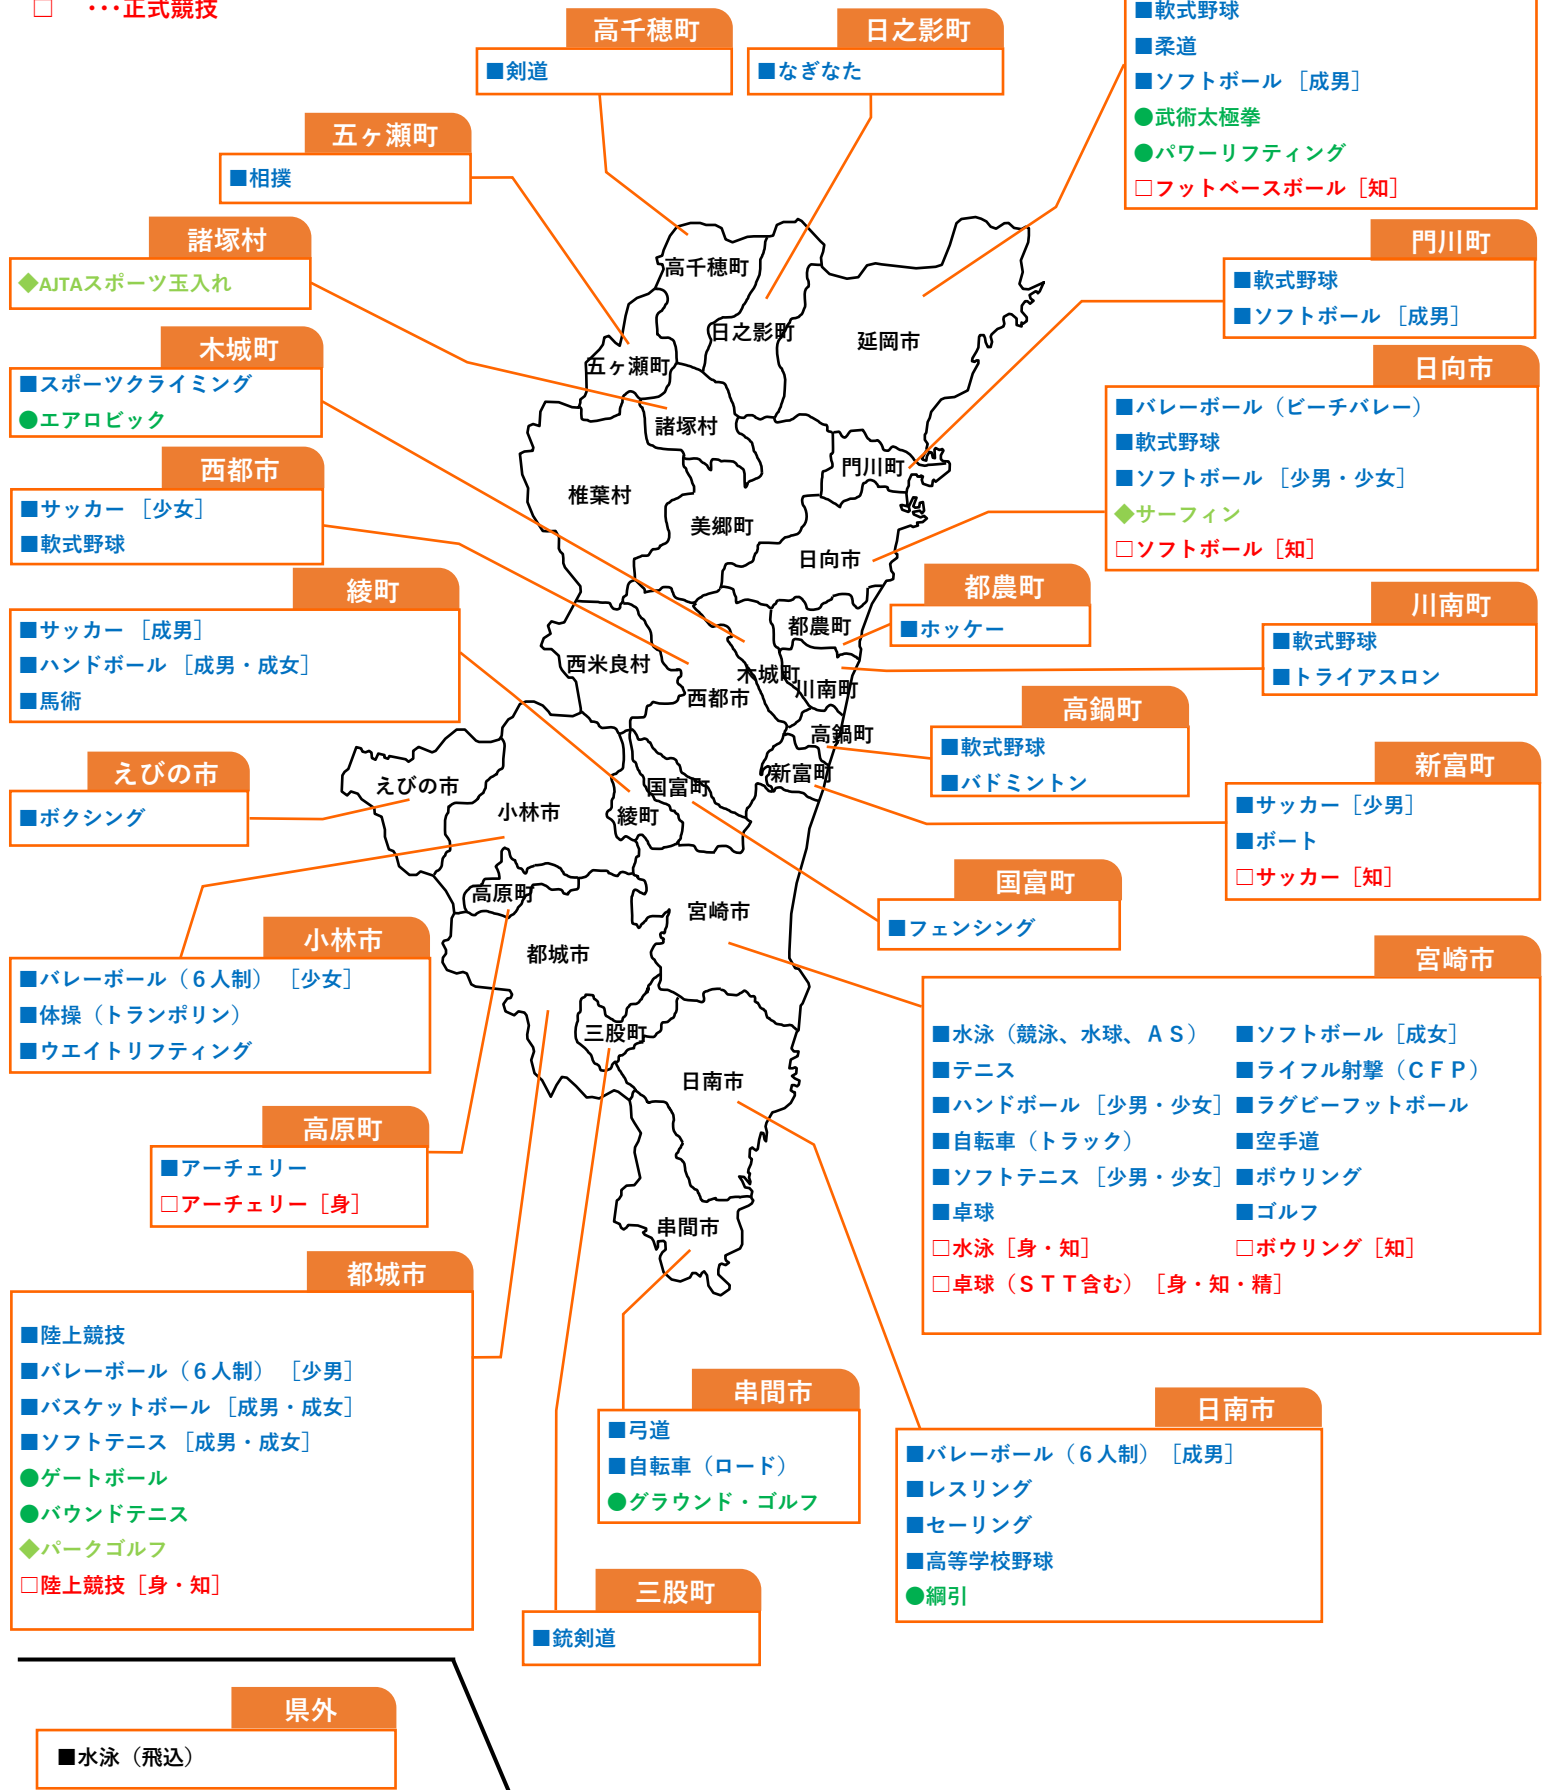 □ ･･･正式競技
高千穂町
■剣道
日之影町
■なぎなた
■軟式野球
■柔道
■ソフトボール ［成男］
●武術太極拳
●パワーリフティング
□フットベースボール［知］
五ヶ瀬町
■相撲
諸塚村
◆AJTAスポーツ玉入れ
門川町
■軟式野球
■ソフトボール ［成男］
木城町
■スポーツクライミング
●エアロビック
日向市
■バレーボール（ビーチバレー）
■軟式野球
■ソフトボール ［少男・少女］
◆サーフィン
□ソフトボール［知］
西都市
■サッカー ［少女］
■軟式野球
綾町
■サッカー ［成男］
■ハンドボール ［成男・成女］
■馬術
都農町
■ホッケー
川南町
■軟式野球
■トライアスロン
高鍋町
■軟式野球
■バドミントン
えびの市
■ボクシング
新富町
■サッカー［少男］
■ボート
□サッカー［知］
国富町
■フェンシング
小林市
■バレーボール（６人制） ［少女］
■体操（トランポリン）
■ウエイトリフティング
宮崎市
■水泳（競泳、水球、ＡＳ）
■テニス
■ハンドボール ［少男・少女］
■自転車（トラック）
■ソフトテニス ［少男・少女］
■卓球
□水泳［身・知］
□卓球（ＳＴＴ含む）［身・知・精］
■ソフトボール［成女］
■ライフル射撃（ＣＦＰ）
■ラグビーフットボール
■空手道
■ボウリング
■ゴルフ
□ボウリング［知］
高原町
■アーチェリー
□アーチェリー［身］
都城市
■陸上競技
■バレーボール（６人制） ［少男］
■バスケットボール ［成男・成女］
■ソフトテニス ［成男・成女］
●ゲートボール
●バウンドテニス
◆パークゴルフ
□陸上競技［身・知］
串間市
■弓道
■自転車（ロード）
●グラウンド・ゴルフ
日南市
■バレーボール（６人制）［成男］
■レスリング
■セーリング
■高等学校野球
●綱引
三股町
■銃剣道
県外
■水泳（飛込）
高千穂町
日之影町
延岡市
五ヶ瀬町
諸塚村
門川町
椎葉村
美郷町
日向市
都農町
西米良村
木城町
川南町
西都市
高鍋町
新富町
えびの市
国富町
小林市
綾町
高原町
宮崎市
都城市
三股町
日南市
串間市